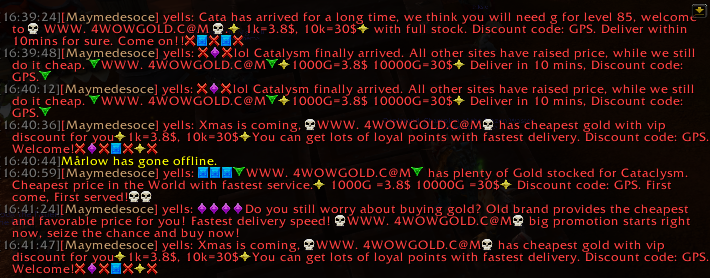 16:39:24][Maymedesoce] yells: Cata has arrived for a long time, we think you will need g for level 85, welcome
to WWW. 4WOWGOLD.C@M 1k=3.8$, 10k=30$ with full stock. Discount code: GPS. Deliver within
10mins for sure. Come on!!
16:39:48][Maymedesoce] yells: lol Catalysm finally arrived. All other sites have raised price, while we still
do it cheap. WWW. 4WOWGOLD.C@M 1000G=3.8$ 10000G=30$ Deliver in 10 mins, Discount code:
GPS.
16:40:12][Maymedesoce] yells: lol Catalysm finally arrived. All other sites have raised price, while we still
do it cheap. WWW. 4WOWGOLD.C@M 1000G=3.8$ 10000G=30$ Deliver in 10 mins, Discount code:
GPS.
16:40:36][Maymedesoce] yells: Xmas is coming, WWW. 4WOWGOLD.C@M has cheapest gold with vip
discount for you 1k=3.8$, 10k=30$ You can get lots of loyal points with fastest delivery. Discount code: GPS.
Welcome!
16:40:44]Mårlow has gone offline.
16:40:59][Maymedesoce] yells: WWW. 4WOWGOLD.C@M has plenty of Gold stocked for Cataclysm.
Cheapest price in the World with fastest service. 1000G =3.8$ 10000G =30$ Discount code: GPS. First
come, First served!
16:41:24][Maymedesoce] yells: Do you still worry about buying gold? Old brand provides the cheapest
and favorable price for you! Fastest delivery speed! WWW. 4WOWGOLD.C@M big promotion starts right
now, seize the chance and buy now!
16:41:47][Maymedesoce] yells: Xmas is coming, WWW. 4WOWGOLD.C@M has cheapest gold with vip
discount for you 1k=3.8$, 10k=30$ You can get lots of loyal points with fastest delivery. Discount code: GPS.
Welcome!